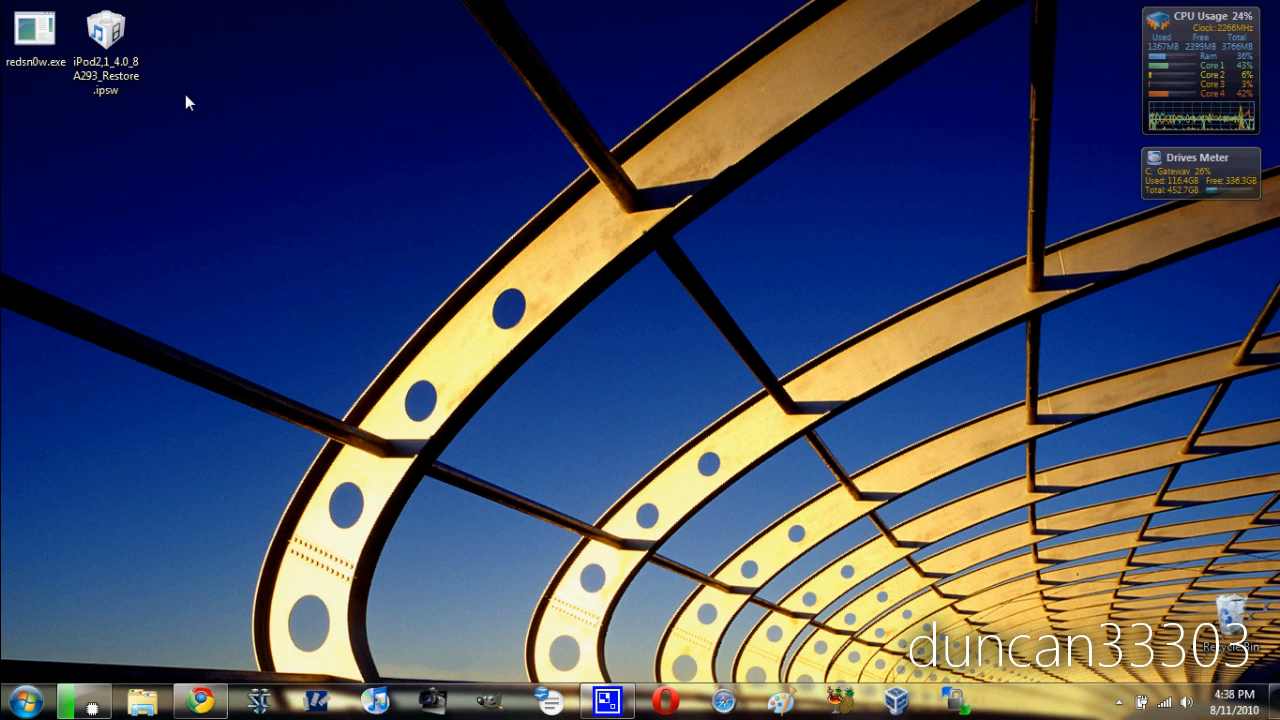 redsn0w.exe
iPod2,1_4.0_8
A293_Restore
.ipsw
CPU Usage 24%
Clock: 2266MHz
Used Free Total
1367MB 2399MB 3766MB
Ram 36%
Core 1 43%
Core 2 6%
Core 3 3%
Core 4 42%
Drives Meter
C: Gateway 26%
Used: 116.4GB Free: 336.3GB
Total: 452.7GB
Recycle Bin
duncan33303
4:38 PM
8/11/2010